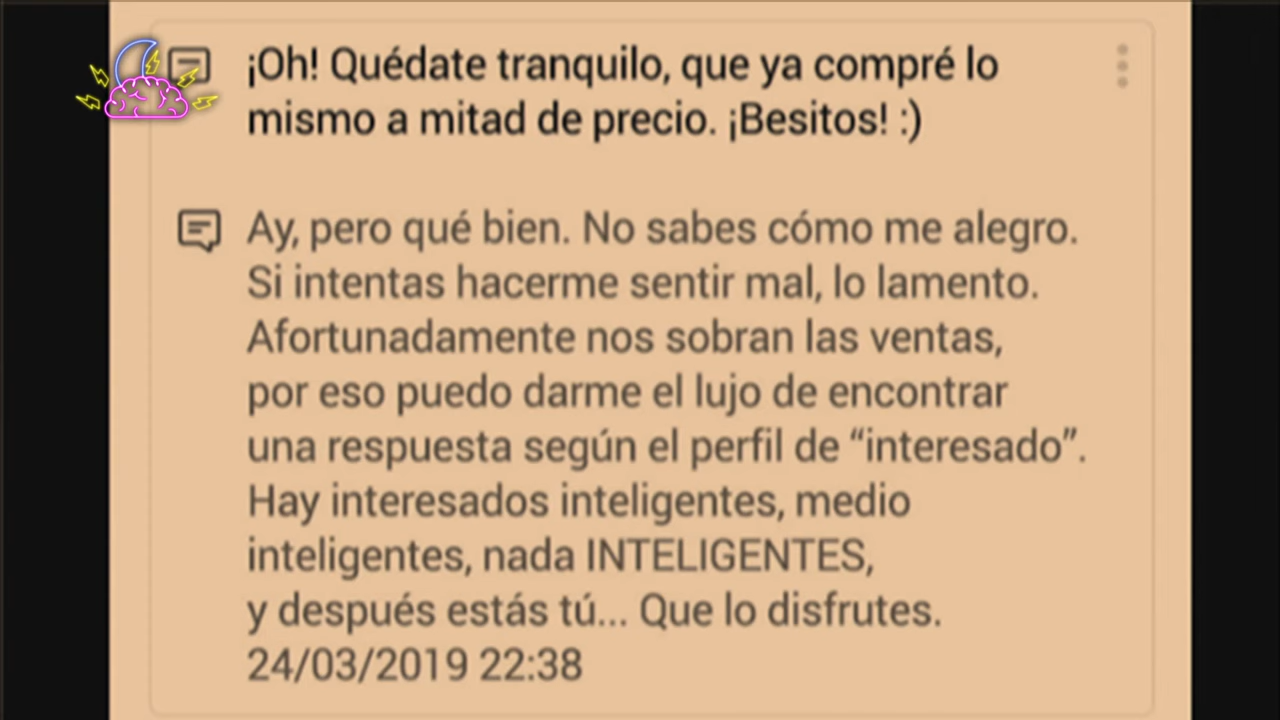 ¡Oh! Quédate tranquilo, que ya compré lo
mismo a mitad de precio. ¡Besitos! :)
Ay, pero qué bien. No sabes cómo me alegro.
Si intentas hacerme sentir mal, lo lamento.
Afortunadamente nos sobran las ventas,
por eso puedo darme el lujo de encontrar
una respuesta según el perfil de “interesado”.
Hay interesados inteligentes, medio
inteligentes, nada INTELIGENTES,
y después estás tú... Que lo disfrutes.
24/03/2019 22:38